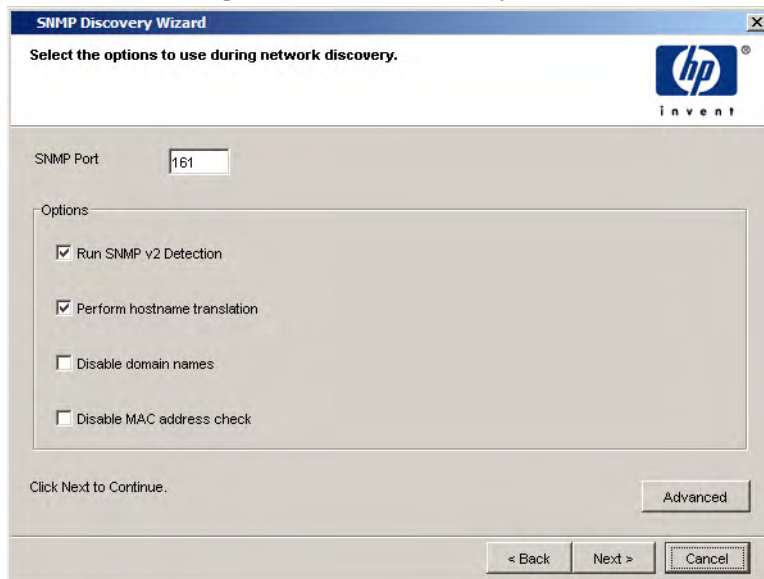 SNMP Discovery Wizard
Select the options to use during network discovery.
hp
®
invent
SNMP Port
161
Options
Run SNMP v2 Detection
Perform hostname translation
Disable domain names
Disable MAC address check
Click Next to Continue.
Advanced
< Back
Next >
Cancel